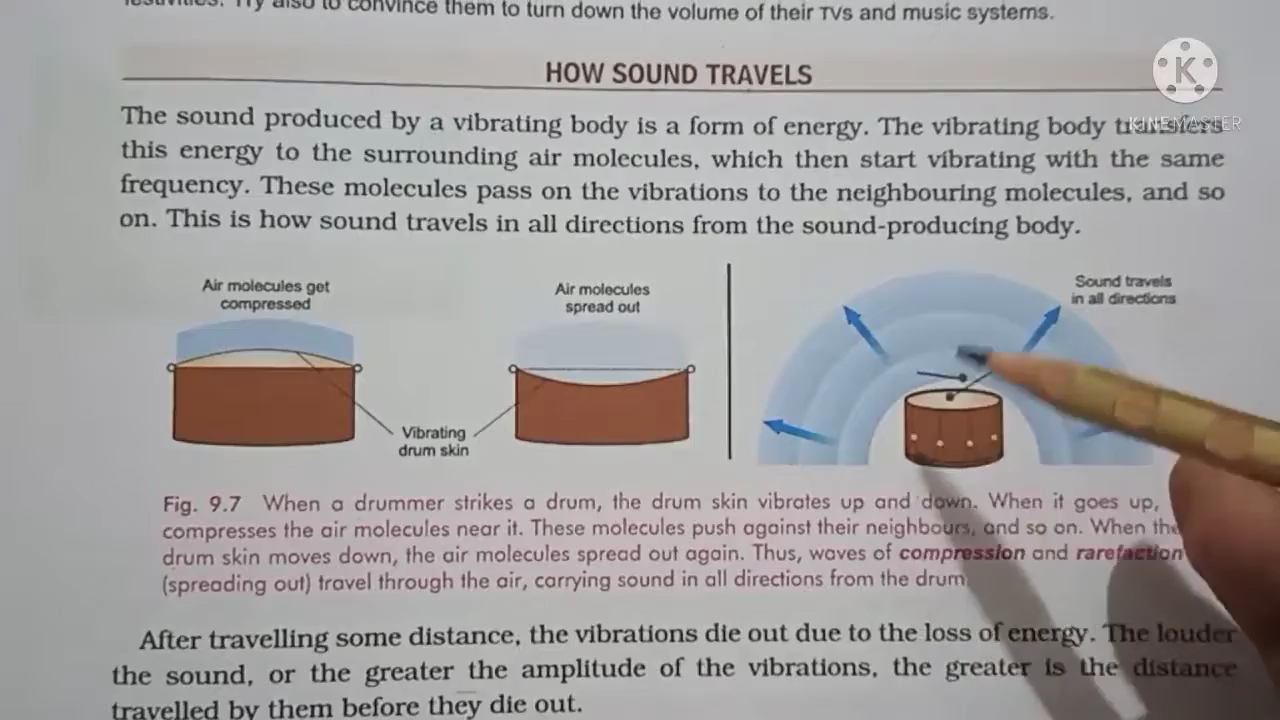 festivities. Try also to convince them to turn down the volume of their TVs and music systems.
HOW SOUND TRAVELS
K
KINEMASTER
The sound produced by a vibrating body is a form of energy. The vibrating body transfers
this energy to the surrounding air molecules, which then start vibrating with the same
frequency. These molecules pass on the vibrations to the neighbouring molecules, and so
on. This is how sound travels in all directions from the sound-producing body.
Air molecules get
compressed
Air molecules
spread out
Vibrating
drum skin
Sound travels
in all directions
Fig. 9.7 When a drummer strikes a drum, the drum skin vibrates up and down. When it goes up,
compresses the air molecules near it. These molecules push against their neighbours, and so on. When the
drum skin moves down, the air molecules spread out again. Thus, waves of compression and rarefaction
(spreading out) travel through the air, carrying sound in all directions from the drum.
After travelling some distance, the vibrations die out due to the loss of energy. The louder
the sound, or the greater the amplitude of the vibrations, the greater is the distance
travelled by them before they die out.